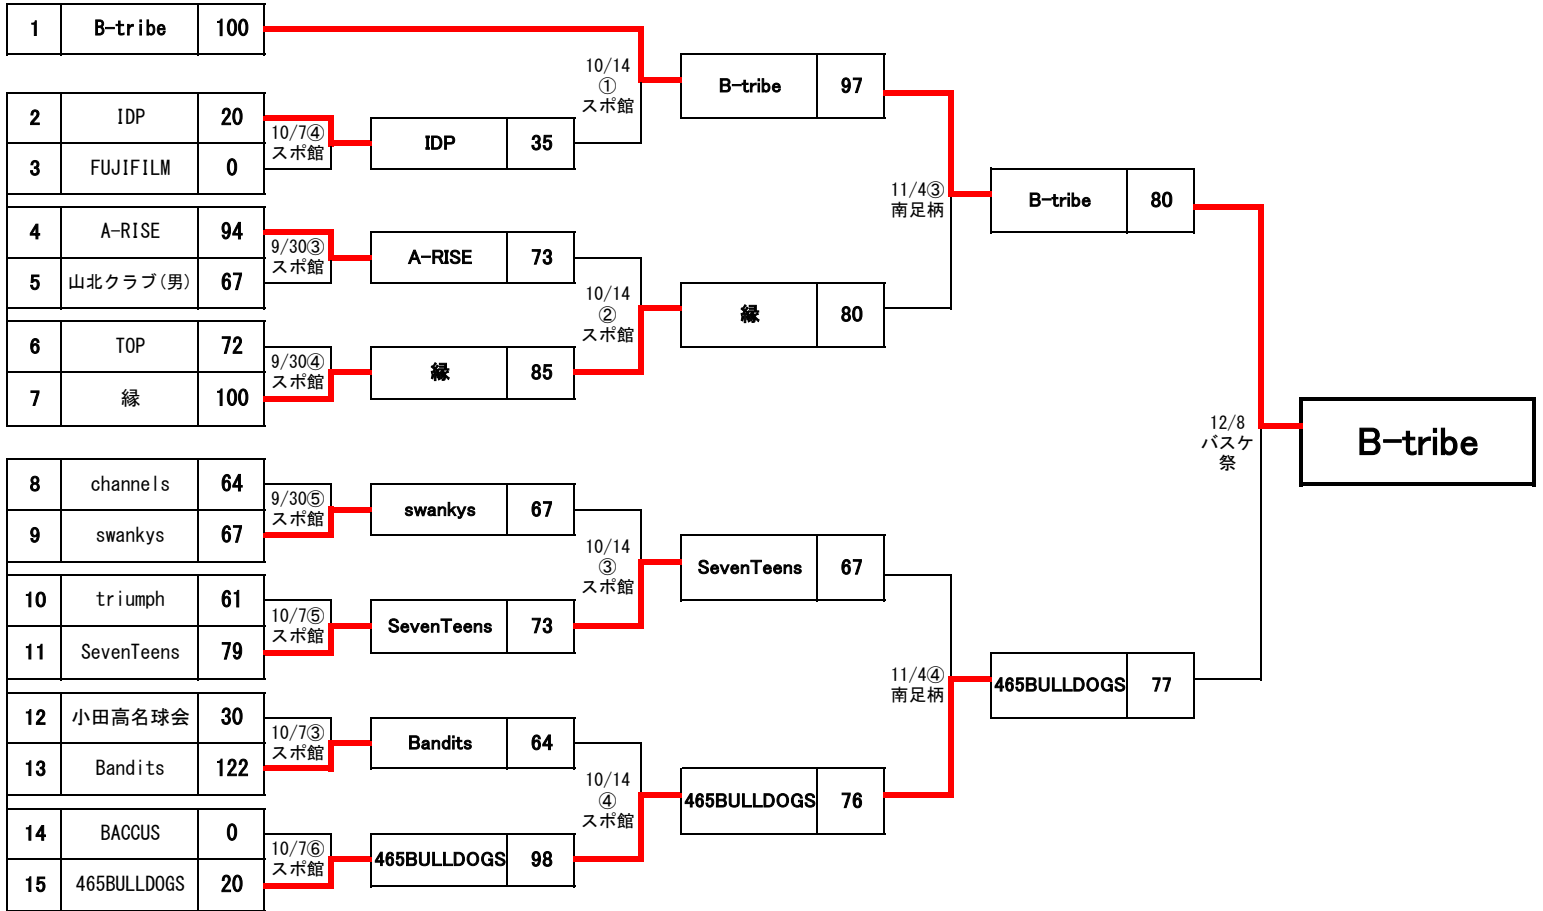 1 B-tribe 100
2 IDP 20
3 FUJIFILM 0
4 A-RISE 94
5 山北クラブ(男) 67
6 TOP 72
7 縁 100
8 channels 64
9 swankys 67
10 triumph 61
11 SevenTeens 79
12 小田高名球会 30
13 Bandits 122
14 BACCUS 0
15 465BULLDOGS 20
10/7④
スポ館
9/30③
スポ館
9/30④
スポ館
9/30⑤
スポ館
10/7⑤
スポ館
10/7③
スポ館
10/7⑥
スポ館
IDP 35
A-RISE 73
縁 85
swankys 67
SevenTeens 73
Bandits 64
465BULLDOGS 98
10/14
①
スポ館
10/14
②
スポ館
10/14
③
スポ館
10/14
④
スポ館
B-tribe 97
縁 80
SevenTeens 67
465BULLDOGS 76
11/4③
南足柄
11/4④
南足柄
B-tribe 80
465BULLDOGS 77
12/8
バスケ
祭
B-tribe